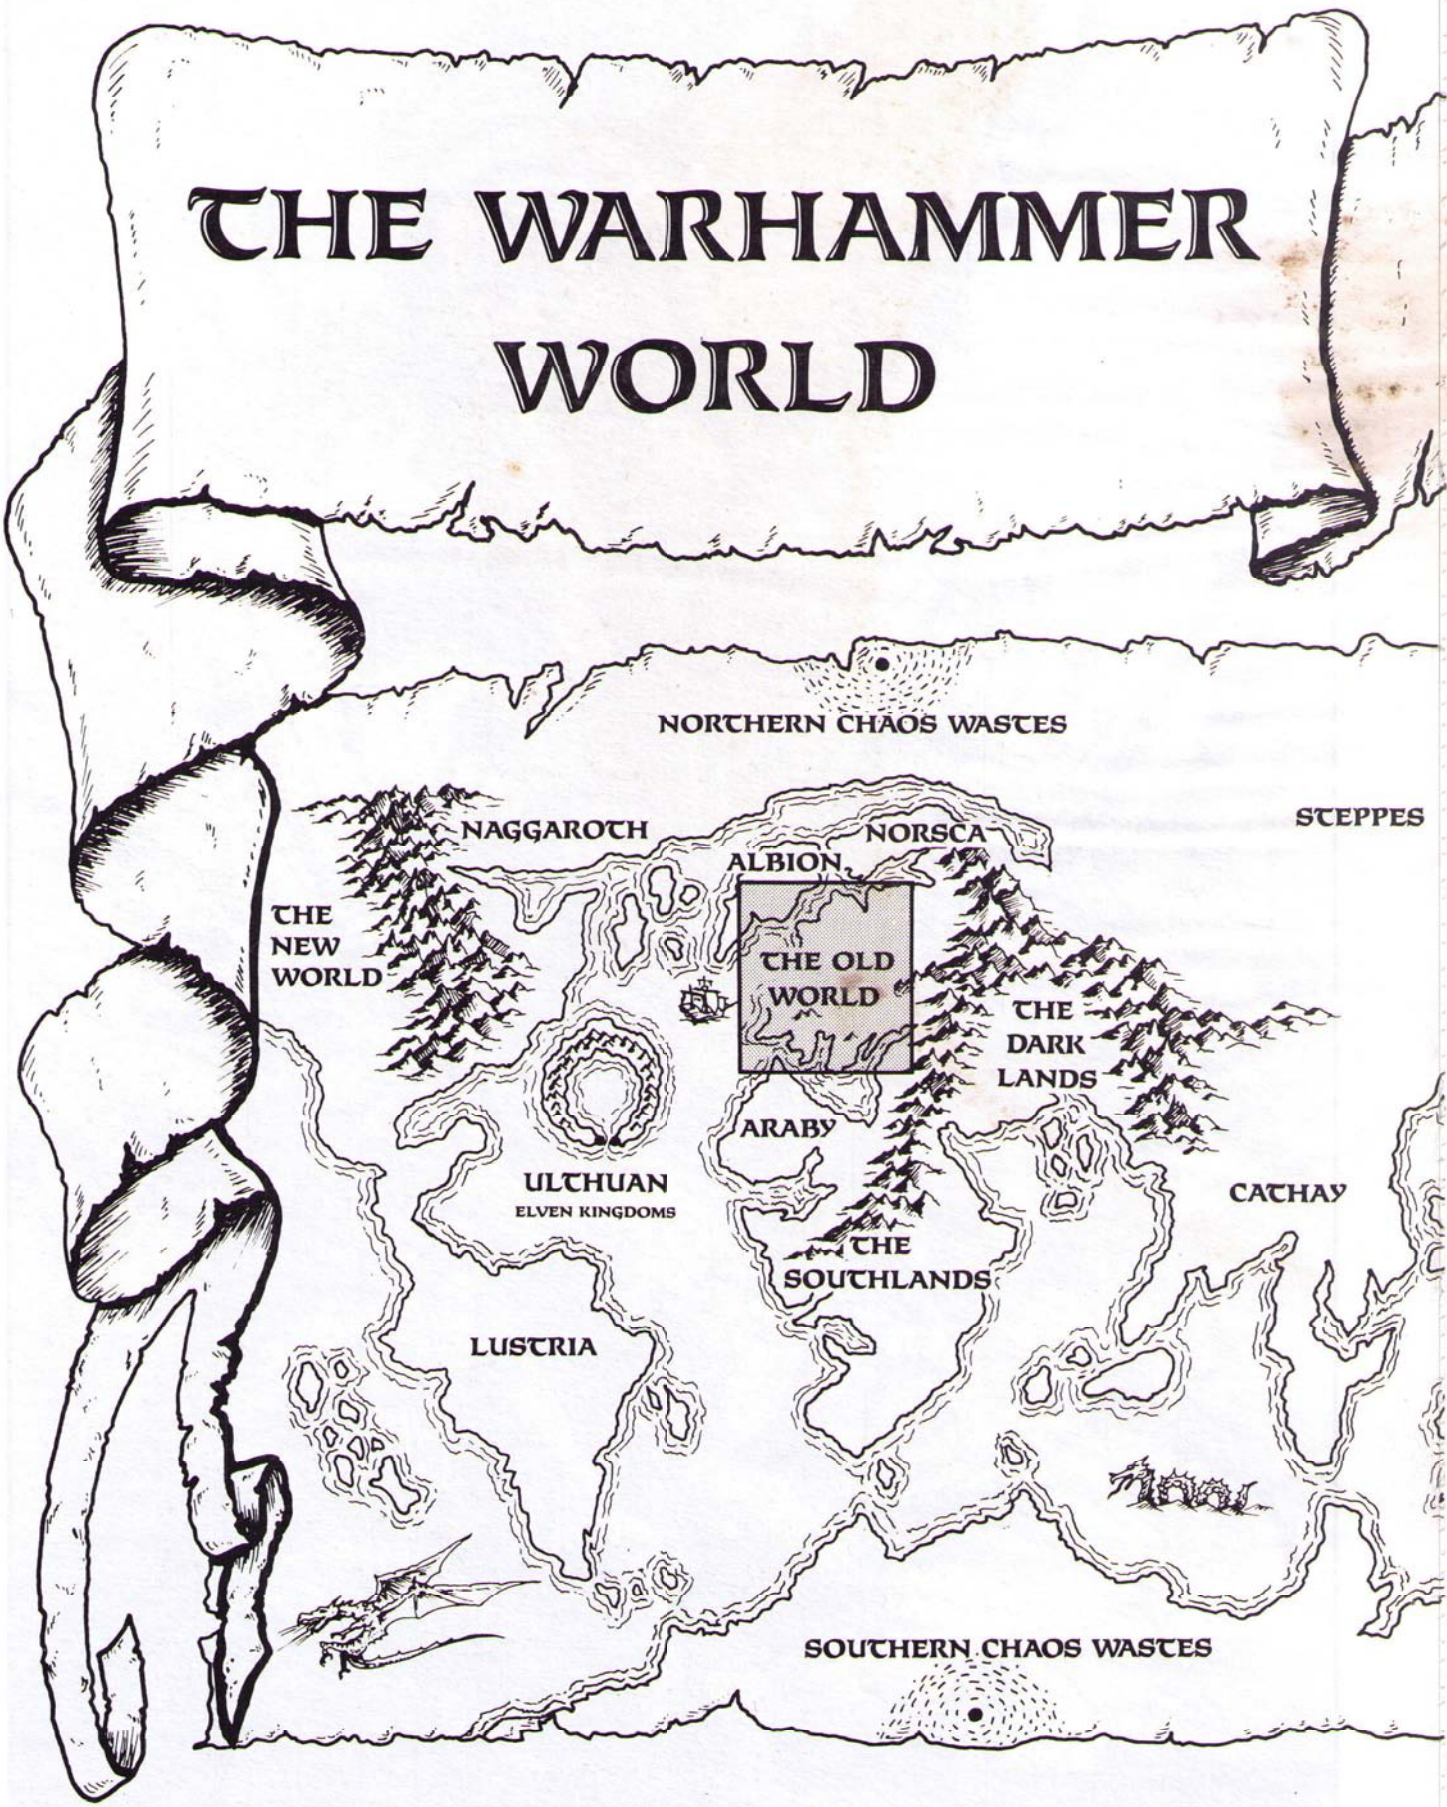 THE WARHAMMER
WORLD
NORTHERN CHAOS WASTES
STEPPES
NAGGAROTH
NORSCA
ALBION
THE
NEW
WORLD
THE OLD
WORLD
THE
DARK
LANDS
ARABY
ULTHUAN
ELVEN KINGDOMS
CATHAY
THE
SOUTHLANDS
LUSTRIA
SOUTHERN CHAOS WASTES